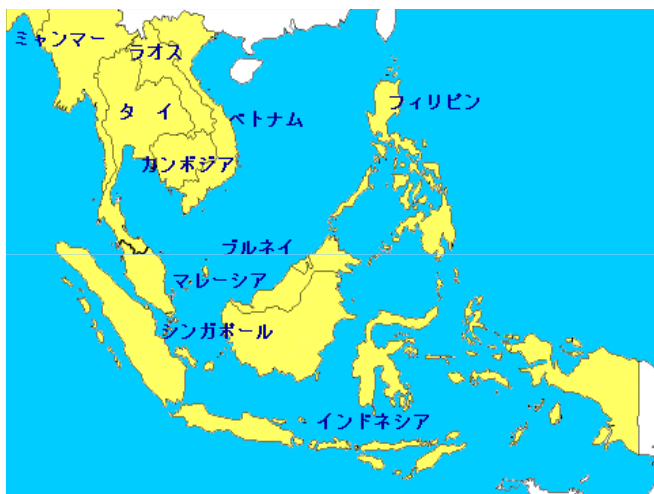 ミャンマー
ラオス
タ イ
ベトナム
フィリピン
カンボジア
ブルネイ
マレーシア
シンガポール
インドネシア